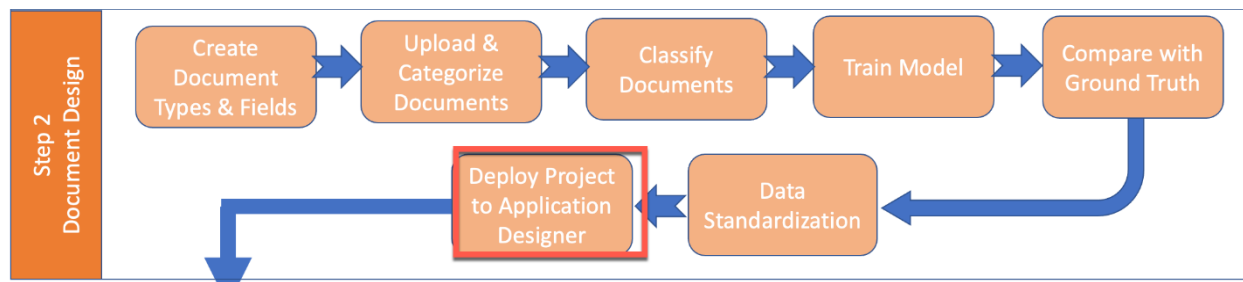 Step 2
Document Design
Create
Document
Types & Fields
Upload &
Categorize
Documents
Classify
Documents
Train Model
Compare with
Ground Truth
Data
Standardization
Deploy Project
to Application
Designer